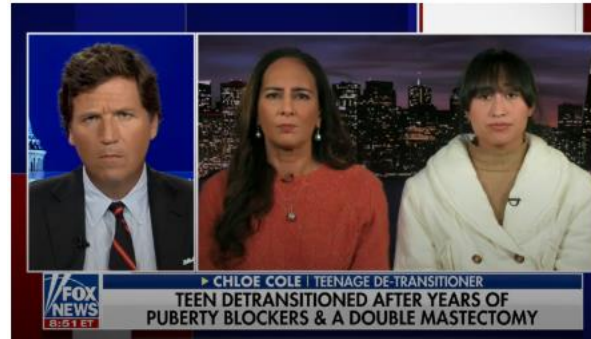 ▸ CHLOE COLE | TEENAGE DE-TRANSITIONER
FOX
NEWS
8:51 ET
TEEN DETRANSITIONED AFTER YEARS OF
PUBERTY BLOCKERS & A DOUBLE MASTECTOMY